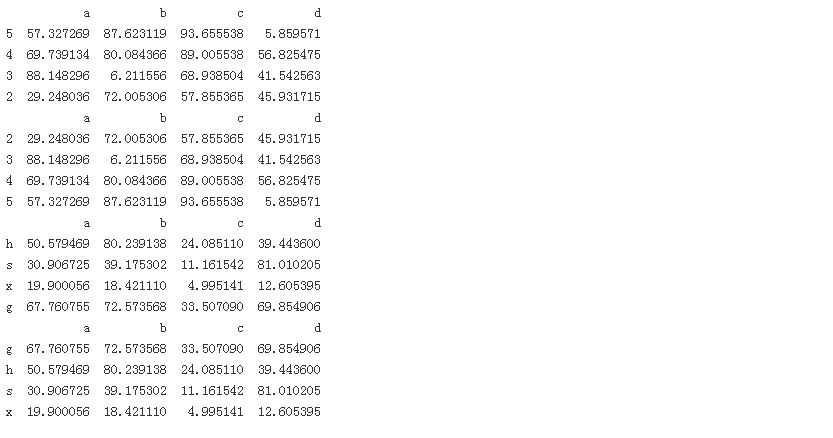 a b c d
5 57.327269 87.623119 93.655538 5.859571
4 69.739134 80.084366 89.005538 56.825475
3 88.148296 6.211556 68.938504 41.542563
2 29.248036 72.005306 57.855365 45.931715
a b c d
2 29.248036 72.005306 57.855365 45.931715
3 88.148296 6.211556 68.938504 41.542563
4 69.739134 80.084366 89.005538 56.825475
5 57.327269 87.623119 93.655538 5.859571
a b c d
h 50.579469 80.239138 24.085110 39.443600
s 30.906725 39.175302 11.161542 81.010205
x 19.900056 18.421110 4.995141 12.605395
g 67.760755 72.573568 33.507090 69.854906
a b c d
g 67.760755 72.573568 33.507090 69.854906
h 50.579469 80.239138 24.085110 39.443600
s 30.906725 39.175302 11.161542 81.010205
x 19.900056 18.421110 4.995141 12.605395